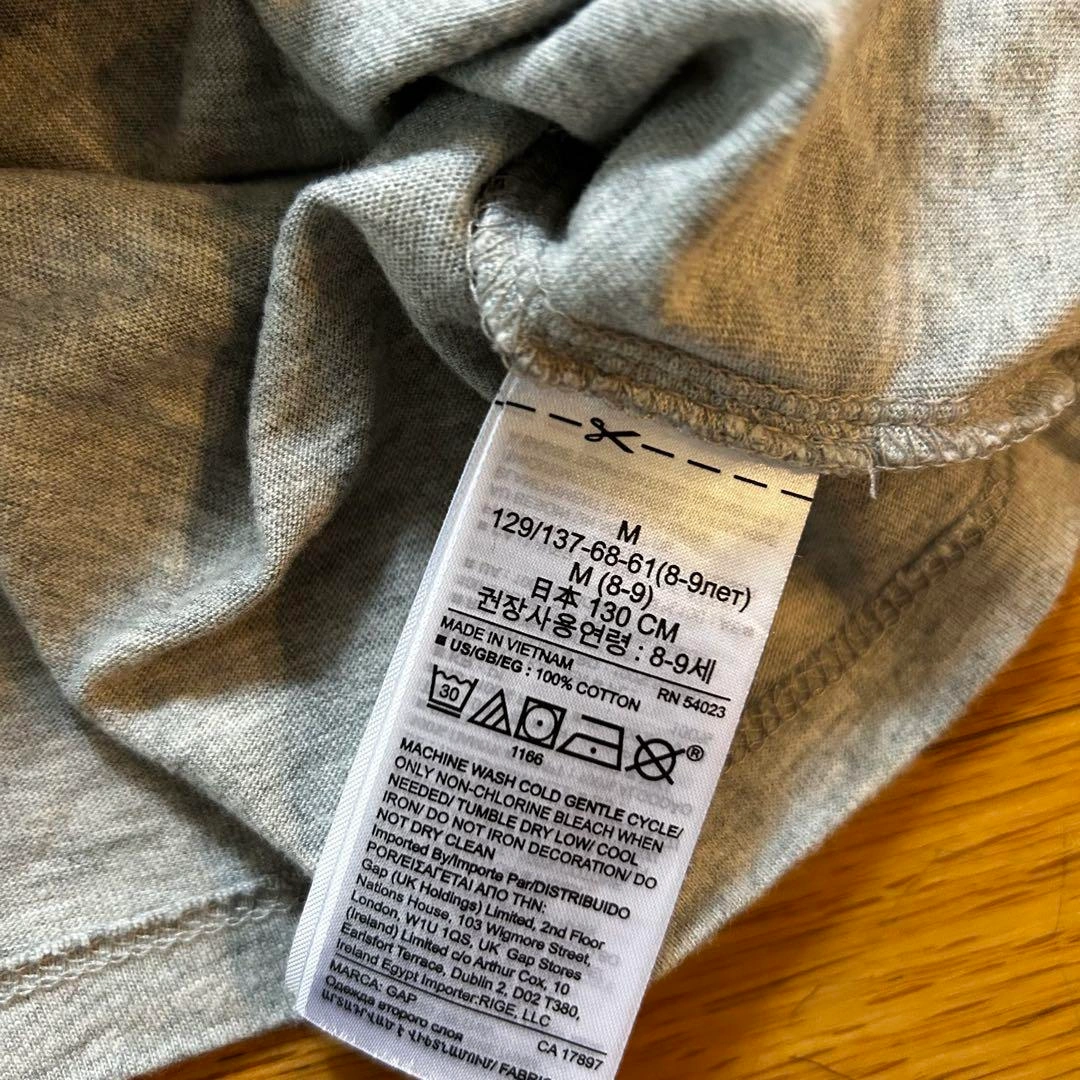 M
129/137-68-61(8-9лет)
M (8-9)
日本 130 CM
권장사용연령 : 8-9세
MADE IN VIETNAM RN 54023
■ US/GB/EG : 100% COTTON
30 ®
1166
MACHINE WASH COLD GENTLE CYCLE/
ONLY NON-CHLORINE BLEACH WHEN
NEEDED/ TUMBLE DRY LOW/ COOL
IRON/ DO NOT IRON DECORATION/ DO
NOT DRY CLEAN
Imported By/Importe Par/DISTRIBUIDO
POR/ΕΙΣΑΓΕΤΑΙ ΑΠΟ ΤΗΝ:
Gap (UK Holdings) Limited, 2nd Floor
Nations House, 103 Wigmore Street,
London, W1U 1QS, UK Gap Stores
(Ireland) Limited c/o Arthur Cox, 10
Earlsfort Terrace, Dublin 2, D02 T380,
Ireland Egypt Importer:RIGE, LLC
MARCA: GAP CA 17897
Одежда второго слоя
ԱՐՏԱԴՐՎԱԾ Է ՎԻԵՏՆԱՄՈՒՄ/ FABRIC